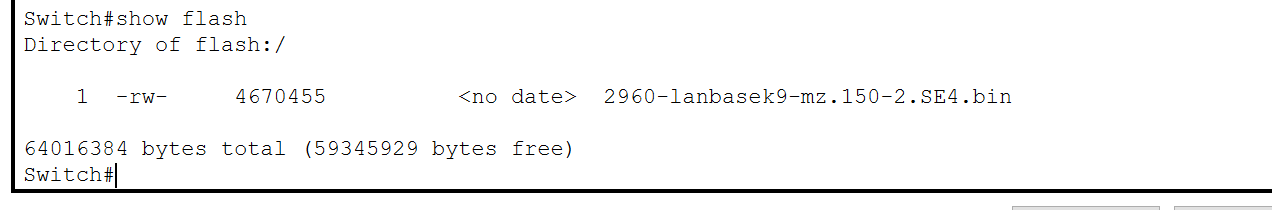 Switch#show flash
Directory of flash:/
1 -rw- 4670455 <no date> 2960-lanbasek9-mz.150-2.SE4.bin
64016384 bytes total (59345929 bytes free)
Switch#